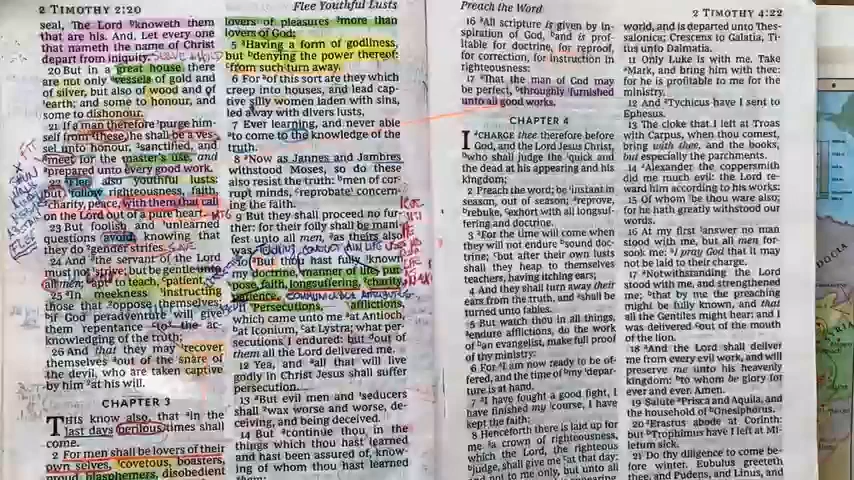 2 TIMOTHY 2:20
Flee Youthful Lusts
seal, The Lord knoweth them
that are his. And, Let every one
that nameth the name of Christ
depart from iniquity.
20 But in a great house there
are not only vessels of gold and
of silver, but also of wood and of
earth; and some to honour, and
some to dishonour.
21 If a man therefore purge him-
self from these, he shall be a ves-
sel unto honour, sanctified, and
meet for the master's use, and
prepared unto every good work.
22 Flee also youthful lusts:
but follow righteousness, faith,
charity, peace, with them that call
on the Lord out of a pure heart.
23 But foolish and unlearned
questions avoid, knowing that
they do gender strifes.
24 And the servant of the Lord
must not strive; but be gentle unto
all men, apt to teach, patient,
25 In meekness instructing
those that oppose themselves;
if God peradventure will give
them repentance to the ac-
knowledging of the truth;
26 And that they may recover
themselves out of the snare of
the devil, who are taken captive
by him at his will.
CHAPTER 3
THIS know also, that in the
last days perilous times shall
come.
2 For men shall be lovers of their
own selves, covetous, boasters,
proud, blasphemers, disobedient
lovers of pleasures more than
lovers of God;
5 Having a form of godliness,
but denying the power thereof:
from such turn away.
6 For of this sort are they which
creep into houses, and lead cap-
tive silly women laden with sins,
led away with divers lusts,
7 Ever learning, and never able
to come to the knowledge of the
truth.
8 Now as Jannes and Jambres
withstood Moses, so do these
also resist the truth: men of cor-
rupt minds, reprobate concern-
ing the faith.
9 But they shall proceed no fur-
ther: for their folly shall be mani-
fest unto all men, as theirs also
was.
10 But thou hast fully known
my doctrine, manner of life, pur-
pose, faith, longsuffering, charity,
patience,
11 Persecutions, afflictions,
which came unto me at Antioch,
at Iconium, at Lystra; what per-
secutions I endured: but out of
them all the Lord delivered me.
12 Yea, and all that will live
godly in Christ Jesus shall suffer
persecution.
13 But evil men and seducers
shall wax worse and worse, de-
ceiving, and being deceived.
14 But continue thou in the
things which thou hast learned
and hast been assured of, know-
ing of whom thou hast learned
Preach the Word
2 TIMOTHY 4:22
16 All scripture is given by in-
spiration of God, and is prof-
itable for doctrine, for reproof,
for correction, for instruction in
righteousness:
17 That the man of God may
be perfect, throughly furnished
unto all good works.
CHAPTER 4
I CHARGE thee therefore before
God, and the Lord Jesus Christ,
who shall judge the quick and
the dead at his appearing and his
kingdom;
2 Preach the word; be instant in
season, out of season; reprove,
rebuke, exhort with all longsuf-
fering and doctrine.
3 For the time will come when
they will not endure sound doc-
trine; but after their own lusts
shall they heap to themselves
teachers, having itching ears;
4 And they shall turn away their
ears from the truth, and shall be
turned unto fables.
5 But watch thou in all things,
endure afflictions, do the work
of an evangelist, make full proof
of thy ministry.
6 For I am now ready to be of-
fered, and the time of my depar-
ture is at hand.
7 I have fought a good fight, I
have finished my course, I have
kept the faith:
8 Henceforth there is laid up for
me a crown of righteousness,
which the Lord, the righteous
judge, shall give me at that day:
and not to me only, but unto all
world, and is departed unto Thes-
salonica; Crescens to Galatia, Ti-
tus unto Dalmatia.
11 Only Luke is with me. Take
Mark, and bring him with thee:
for he is profitable to me for the
ministry.
12 And Tychicus have I sent to
Ephesus.
13 The cloke that I left at Troas
with Carpus, when thou comest,
bring with thee, and the books,
but especially the parchments.
14 Alexander the coppersmith
did me much evil: the Lord re-
ward him according to his works:
15 Of whom be thou ware also;
for he hath greatly withstood our
words.
16 At my first answer no man
stood with me, but all men for-
sook me: I pray God that it may
not be laid to their charge.
17 Notwithstanding the Lord
stood with me, and strengthened
me; that by me the preaching
might be fully known, and that
all the Gentiles might hear: and I
was delivered out of the mouth
of the lion.
18 And the Lord shall deliver
me from every evil work, and will
preserve me unto his heavenly
kingdom: to whom be glory for
ever and ever. Amen.
19 Salute Prisca and Aquila, and
the household of Onesiphorus.
20 Erastus abode at Corinth:
but Trophimus have I left at Mi-
letum sick.
21 Do thy diligence to come be-
fore winter. Eubulus greeteth
thee, and Pudens, and Linus, and